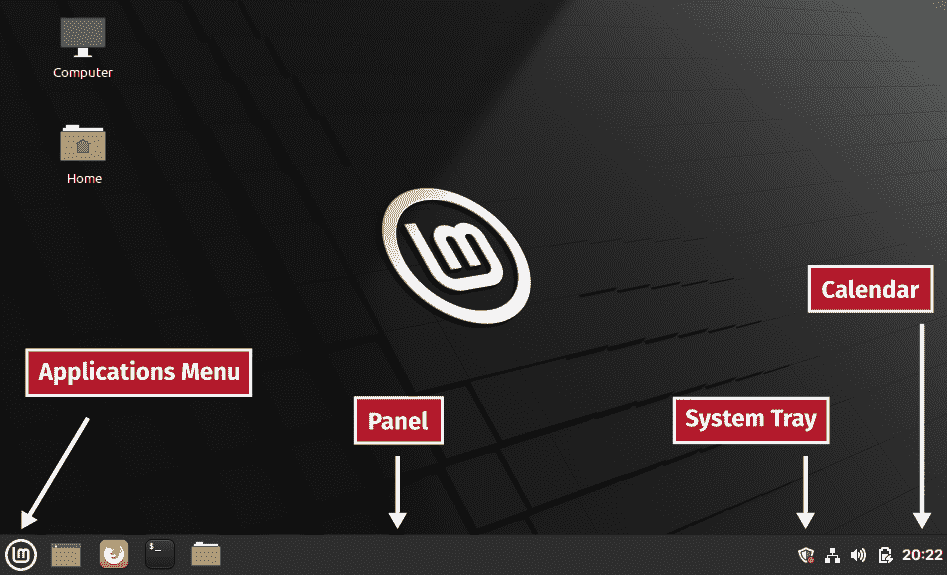 Computer
Home
Calendar
Applications Menu
Panel
System Tray
$_
20:22